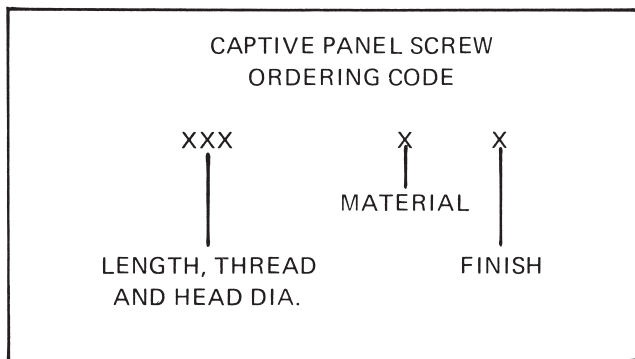 CAPTIVE PANEL SCREW
ORDERING CODE
XXX X X
MATERIAL
LENGTH, THREAD
AND HEAD DIA.
FINISH